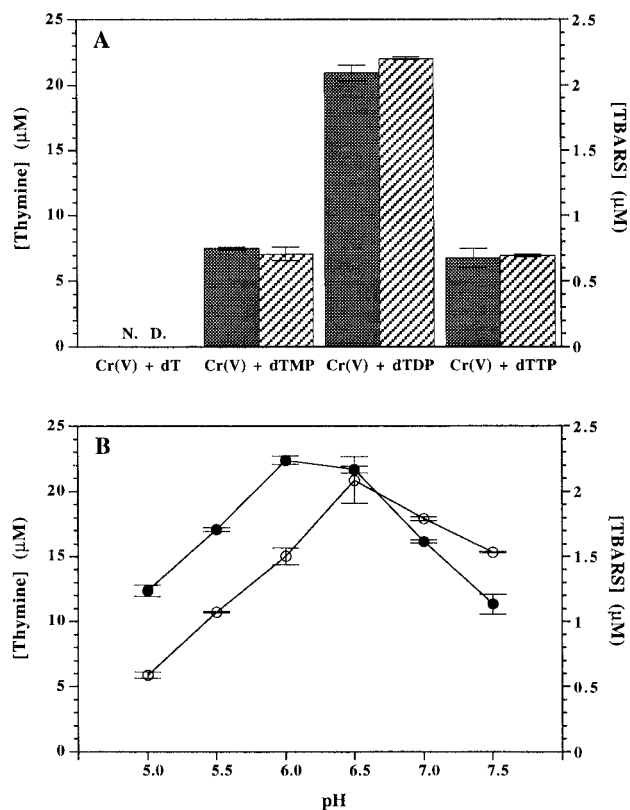 A
25
20
15
10
5
0
[Thymine] (µM)
2.5
2
1.5
1
0.5
0
[TBARS] (µM)
N. D.
Cr(V) + dT
Cr(V) + dTMP
Cr(V) + dTDP
Cr(V) + dTTP
B
25
20
15
10
5
0
[Thymine] (µM)
2.5
2
1.5
1
0.5
0
[TBARS] (µM)
5.0
5.5
6.0
6.5
7.0
7.5
pH